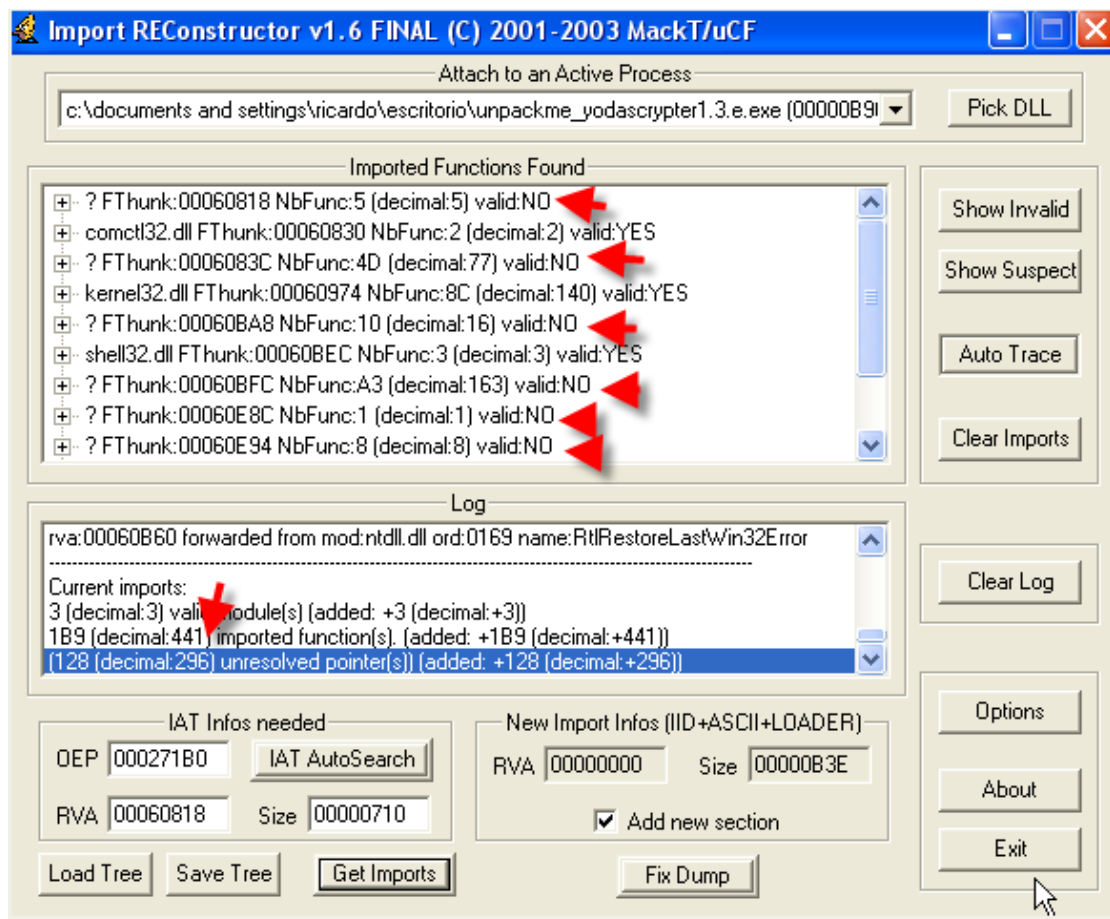 Import REConstructor v1.6 FINAL (C) 2001-2003 MackT/uCF
Attach to an Active Process
c:\documents and settings\ricardo\escritorio\unpackme_yodascrypter1.3.e.exe (00000B9
Pick DLL
Imported Functions Found
? FThunk:00060818 NbFunc:5 (decimal:5) valid:NO
comctl32.dll FThunk:00060830 NbFunc:2 (decimal:2) valid:YES
? FThunk:0006083C NbFunc:4D (decimal:77) valid:NO
kernel32.dll FThunk:00060974 NbFunc:8C (decimal:140) valid:YES
? FThunk:00060BA8 NbFunc:10 (decimal:16) valid:NO
shell32.dll FThunk:00060BEC NbFunc:3 (decimal:3) valid:YES
? FThunk:00060BFC NbFunc:A3 (decimal:163) valid:NO
? FThunk:00060E8C NbFunc:1 (decimal:1) valid:NO
? FThunk:00060E94 NbFunc:8 (decimal:8) valid:NO
Show Invalid
Show Suspect
Auto Trace
Clear Imports
Log
rva:00060B60 forwarded from mod:ntdll.dll ord:0169 name:RtlRestoreLastWin32Error
--------------------------------------------------------------------------------
Current imports:
3 (decimal:3) valid module(s) (added: +3 (decimal:+3))
1B9 (decimal:441) imported function(s). (added: +1B9 (decimal:+441))
(128 (decimal:296) unresolved pointer(s)) (added: +128 (decimal:+296))
Clear Log
IAT Infos needed
OEP 000271B0 IAT AutoSearch
RVA 00060818 Size 00000710
New Import Infos (IID+ASCII+LOADER)
RVA 00000000 Size 00000B3E
Add new section
Options
About
Exit
Load Tree Save Tree Get Imports Fix Dump